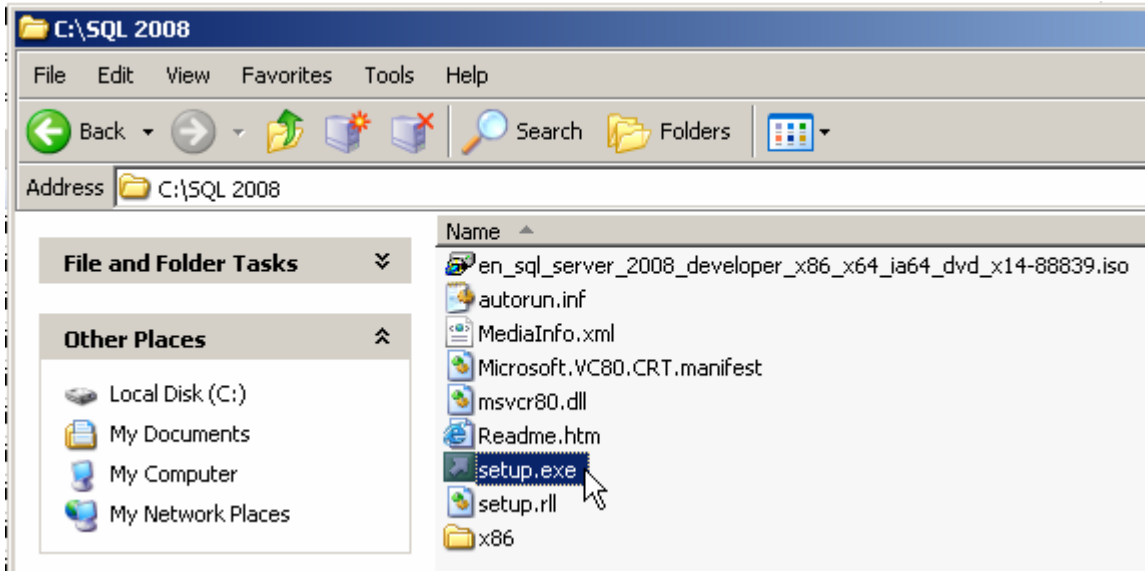 C:\SQL 2008
File Edit View Favorites Tools Help
Back Search Folders
Address C:\SQL 2008
Name
File and Folder Tasks
en_sql_server_2008_developer_x86_x64_ia64_dvd_x14-88839.iso
autorun.inf
MediaInfo.xml
Other Places
Microsoft.VC80.CRT.manifest
Local Disk (C:)
msvcr80.dll
My Documents
Readme.htm
My Computer
setup.exe
My Network Places
setup.rll
x86